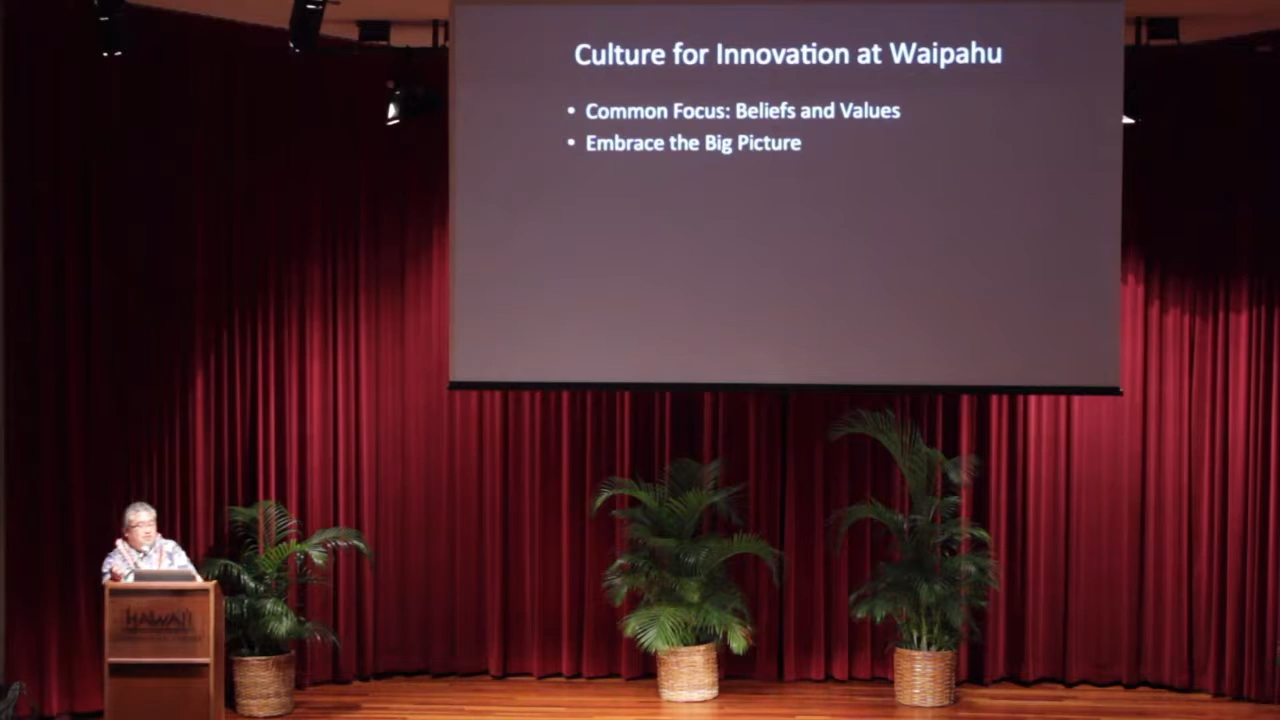 Culture for Innovation at Waipahu
• Common Focus: Beliefs and Values
• Embrace the Big Picture
HAWAI'I